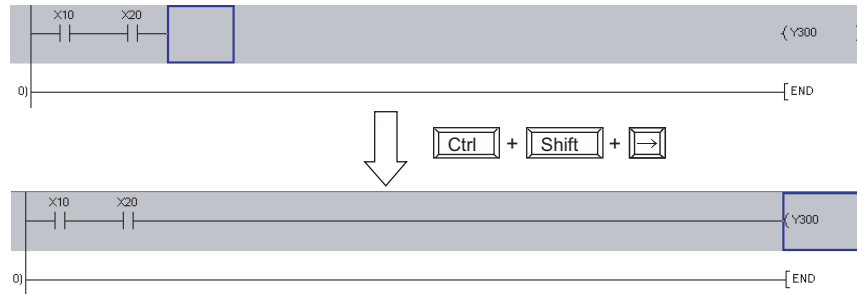 X10 X20
Y300
0) END
Ctrl + Shift + →
X10 X20
Y300
0) END